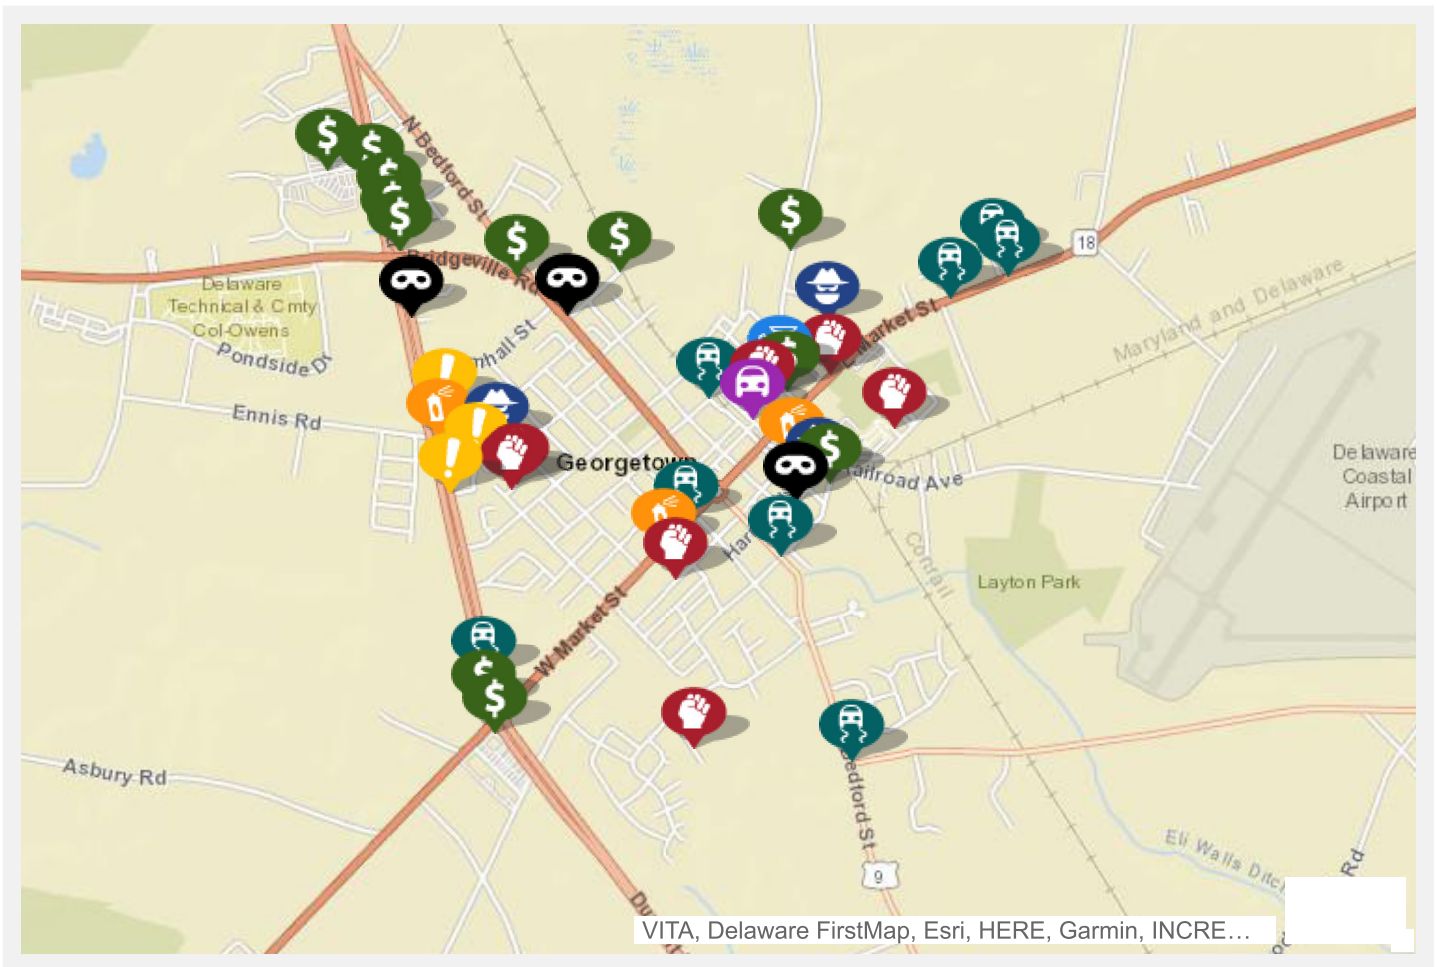 N Bedford St
18
Bridgeville Rd
Delaware
Technical & Cmty
Col-Owens
Pondside Dr
Ennis Rd
E Market St
Maryland and Delaware
Georgetown
Railroad Ave
Delaware
Coastal
Airport
Conrail
Layton Park
W Market St
Asbury Rd
Bedford St
9
Eli Walls Ditch
Rd
VITA, Delaware FirstMap, Esri, HERE, Garmin, INCRE…